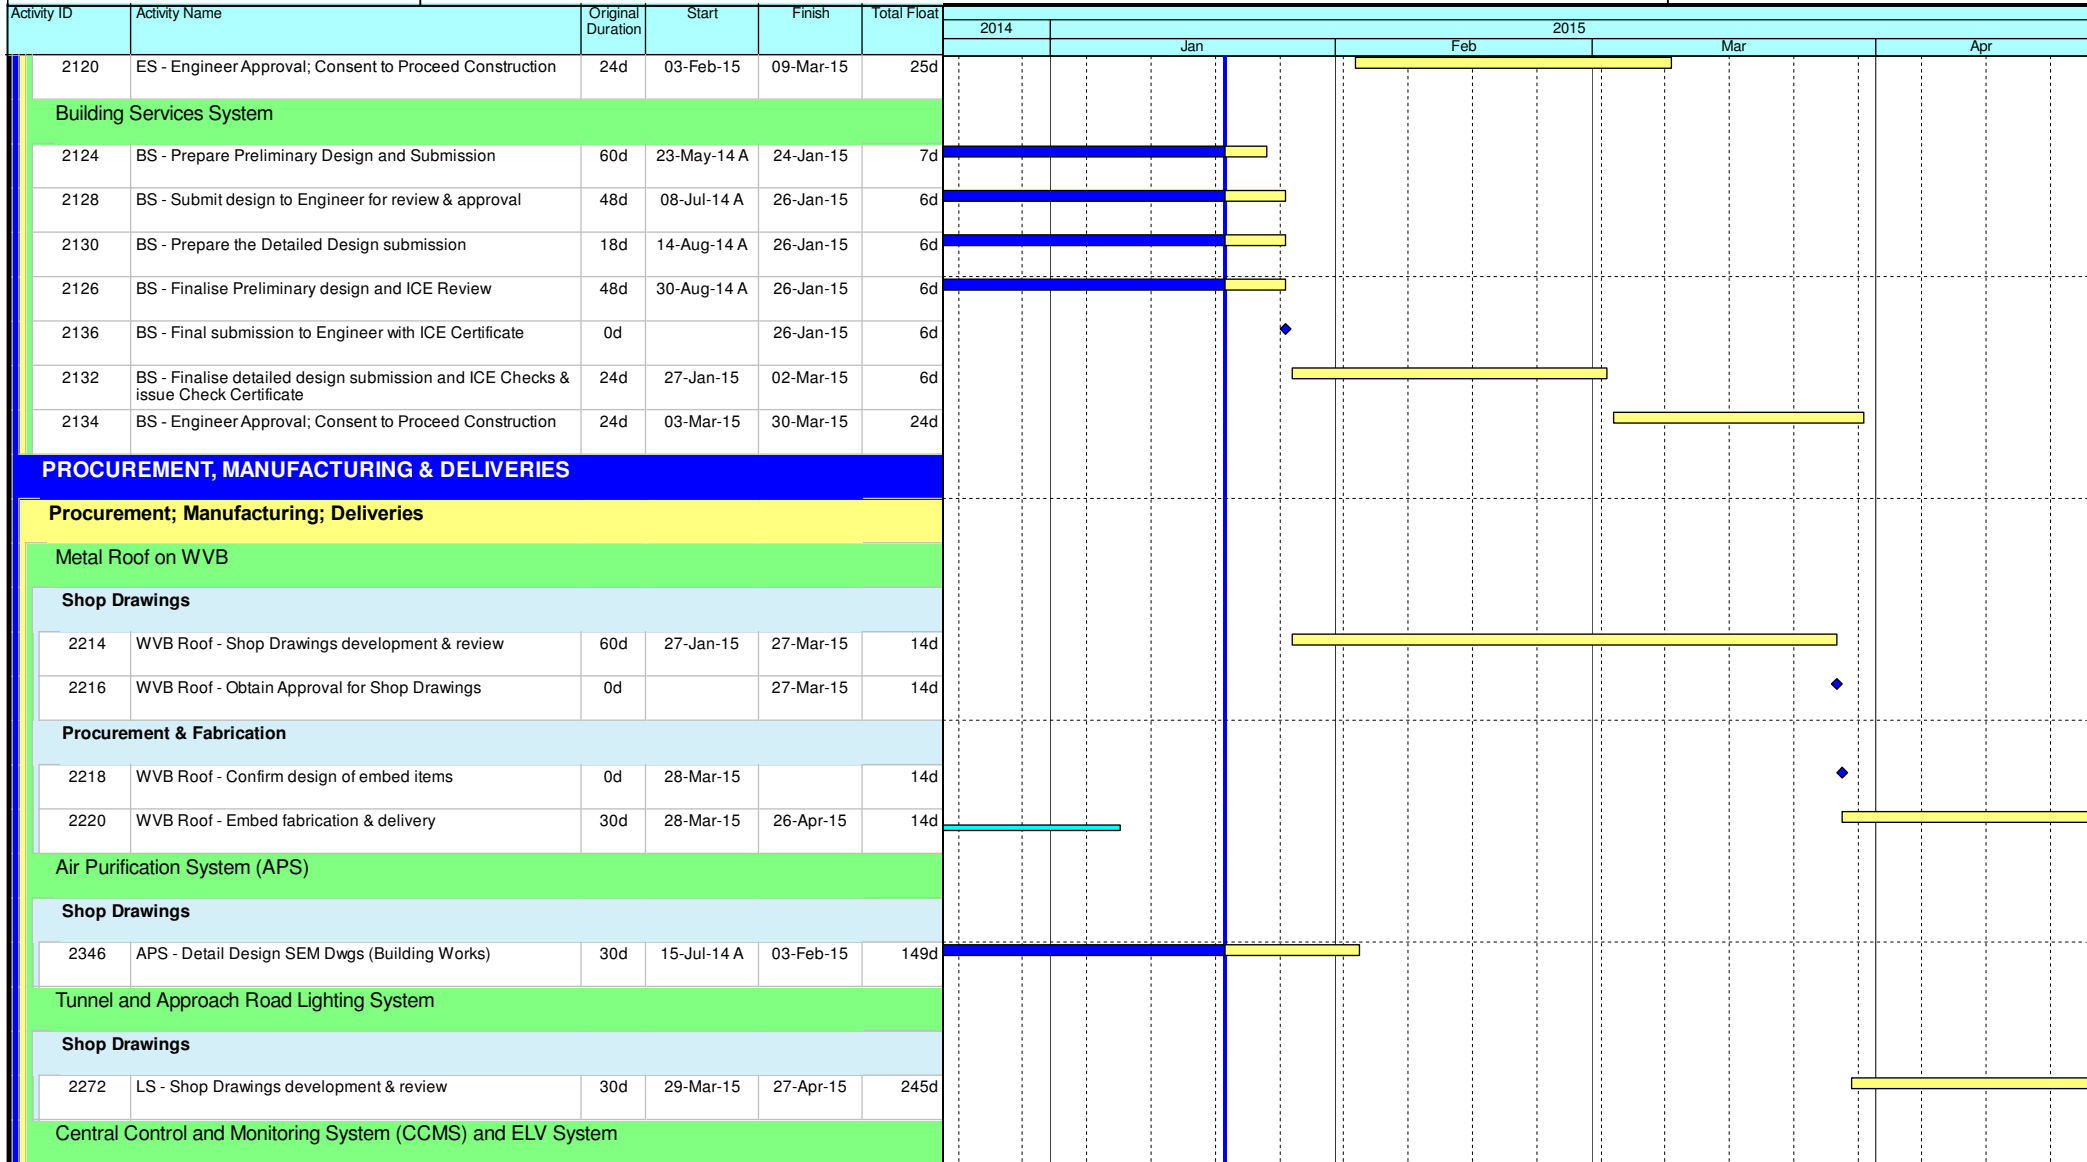 Activity ID Activity Name Original Start Finish Total Float
Duration
2014 2015
Jan Feb Mar Apr
2120 ES - Engineer Approval; Consent to Proceed Construction 24d 03-Feb-15 09-Mar-15 25d
Building Services System
2124 BS - Prepare Preliminary Design and Submission 60d 23-May-14 A 24-Jan-15 7d
2128 BS - Submit design to Engineer for review & approval 48d 08-Jul-14 A 26-Jan-15 6d
2130 BS - Prepare the Detailed Design submission 18d 14-Aug-14 A 26-Jan-15 6d
2126 BS - Finalise Preliminary design and ICE Review 48d 30-Aug-14 A 26-Jan-15 6d
2136 BS - Final submission to Engineer with ICE Certificate 0d 26-Jan-15 6d
2132 BS - Finalise detailed design submission and ICE Checks & 24d 27-Jan-15 02-Mar-15 6d
issue Check Certificate
2134 BS - Engineer Approval; Consent to Proceed Construction 24d 03-Mar-15 30-Mar-15 24d
PROCUREMENT, MANUFACTURING & DELIVERIES
Procurement; Manufacturing; Deliveries
Metal Roof on WVB
Shop Drawings
2214 WVB Roof - Shop Drawings development & review 60d 27-Jan-15 27-Mar-15 14d
2216 WVB Roof - Obtain Approval for Shop Drawings 0d 27-Mar-15 14d
Procurement & Fabrication
2218 WVB Roof - Confirm design of embed items 0d 28-Mar-15 14d
2220 WVB Roof - Embed fabrication & delivery 30d 28-Mar-15 26-Apr-15 14d
Air Purification System (APS)
Shop Drawings
2346 APS - Detail Design SEM Dwgs (Building Works) 30d 15-Jul-14 A 03-Feb-15 149d
Tunnel and Approach Road Lighting System
Shop Drawings
2272 LS - Shop Drawings development & review 30d 29-Mar-15 27-Apr-15 245d
Central Control and Monitoring System (CCMS) and ELV System